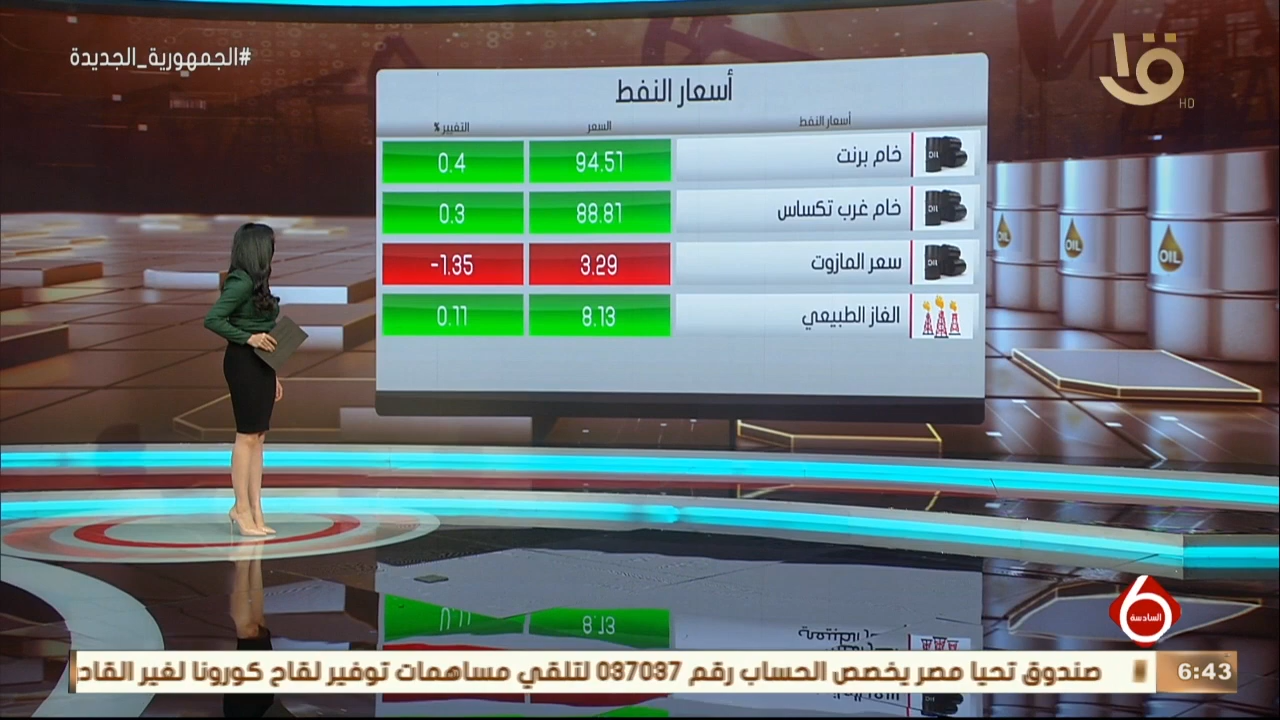 #الجمهورية_الجديدة
HD
أسعار النفط
أسعار النفط السعر التغيير %
خام برنت 94.51 0.4
خام غرب تكساس 88.81 0.3
سعر المازوت 3.29 -1.35
الغاز الطبيعي 8.13 0.11
OIL
OIL
OIL
السادسة
6:43
صندوق تحيا مصر يخصص الحساب رقم 037037 لتلقي مساهمات توفير لقاح كورونا لغير القاد